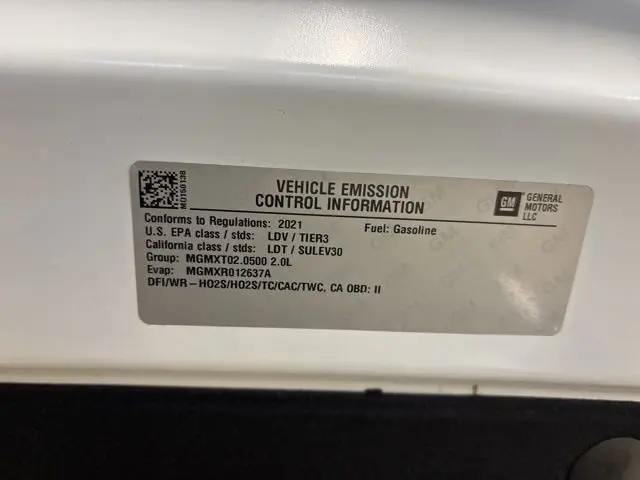 VEHICLE EMISSION
CONTROL INFORMATION
GM
GENERAL
MOTORS
LLC
Conforms to Regulations: 2021
Fuel: Gasoline
U.S. EPA class / stds: LDV / TIER3
California class / stds: LDT / SULEV30
Group: MGMXT02.0500 2.0L
Evap: MGMXR012637A
DFI/WR-HO2S/HO2S/TC/CAC/TWC, CA OBD: II